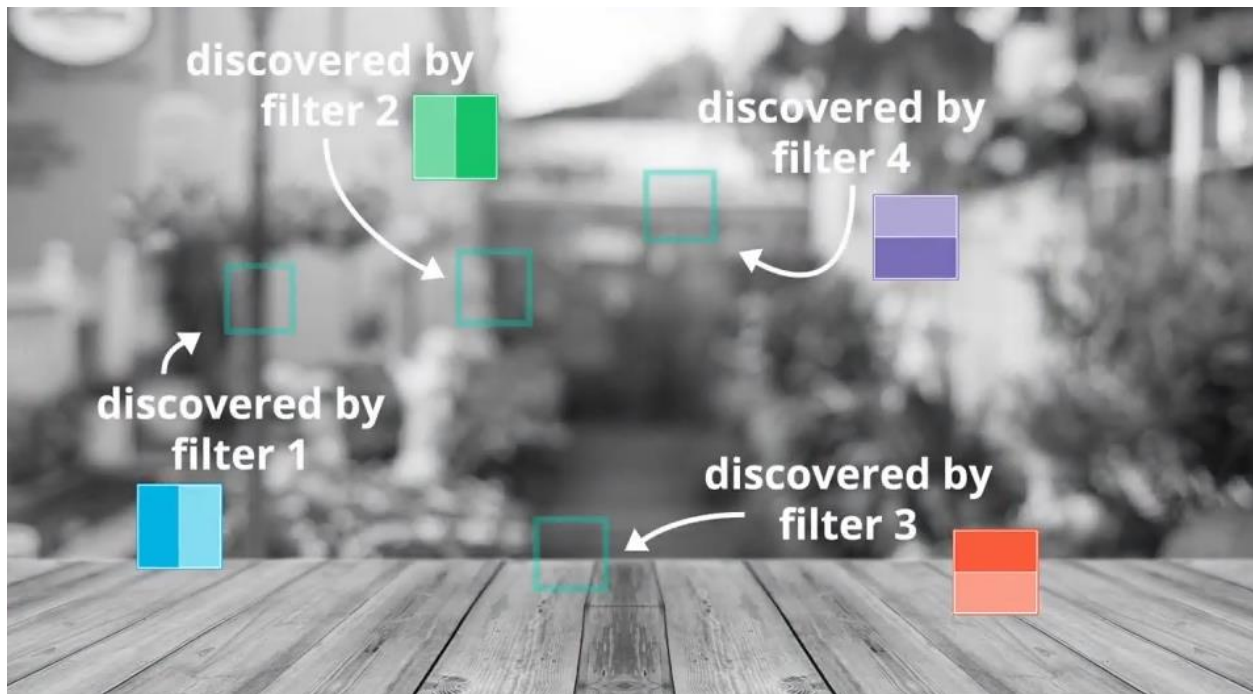 discovered by
filter 2
discovered by
filter 4
discovered by
filter 1
discovered by
filter 3